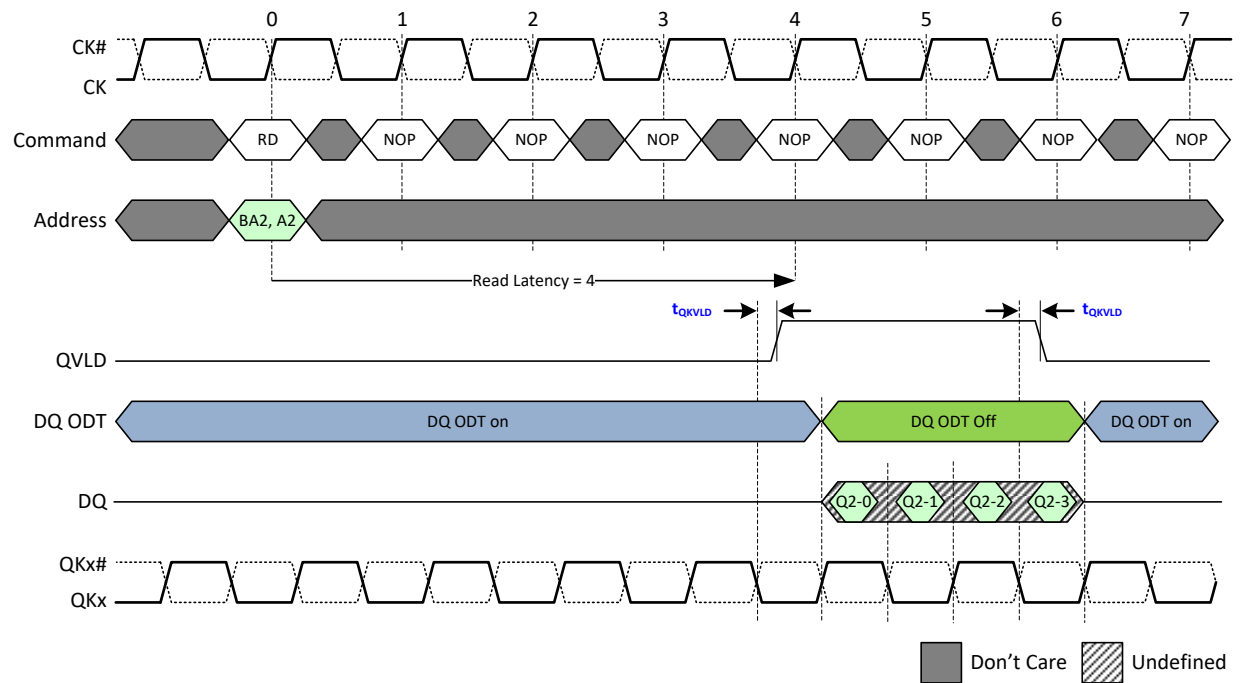 0 1 2 3 4 5 6 7
CK#
CK
Command RD NOP NOP NOP NOP NOP NOP NOP
Address BA2, A2
Read Latency = 4
tQKVLD tQKVLD
QVLD
DQ ODT DQ ODT on DQ ODT Off DQ ODT on
DQ Q2-0 Q2-1 Q2-2 Q2-3
QKx#
QKx
Don't Care Undefined